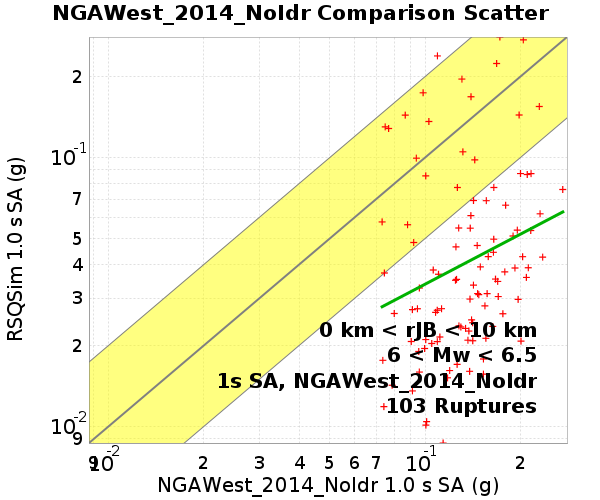 NGAWest_2014_NoIdr Comparison Scatter
RSQSim 1.0 s SA (g)
2
10-1
7
5
4
3
2
10-2
9
0 km < rJB < 10 km
6 < Mw < 6.5
1s SA, NGAWest_2014_NoIdr
103 Ruptures
9 10-2 2 3 4 5 6 7 10-1 2
NGAWest_2014_NoIdr 1.0 s SA (g)